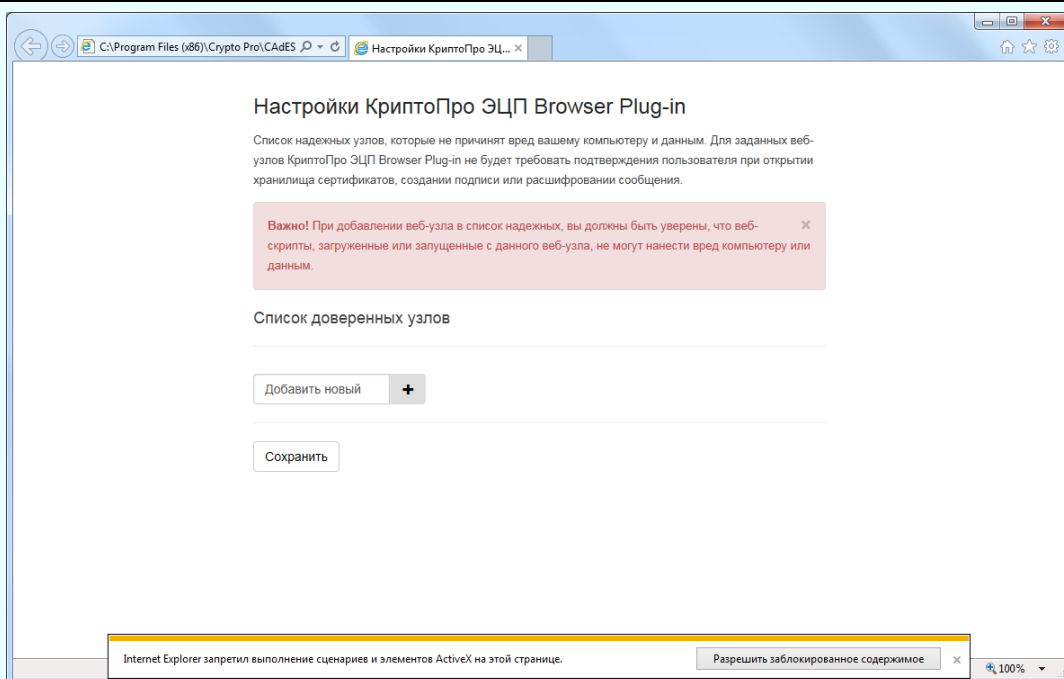 C:\Program Files (x86)\Crypto Pro\CAdES
Настройки КриптоПро ЭЦ...
Настройки КриптоПро ЭЦП Browser Plug-in
Список надежных узлов, которые не причинят вред вашему компьютеру и данным. Для заданных веб-
узлов КриптоПро ЭЦП Browser Plug-in не будет требовать подтверждения пользователя при открытии
хранилища сертификатов, создании подписи или расшифровании сообщения.
Важно! При добавлении веб-узла в список надежных, вы должны быть уверены, что веб-
скрипты, загруженные или запущенные с данного веб-узла, не могут нанести вред компьютеру или
данным.
Список доверенных узлов
Добавить новый
Сохранить
Internet Explorer запретил выполнение сценариев и элементов ActiveX на этой странице.
Разрешить заблокированное содержимое
100%